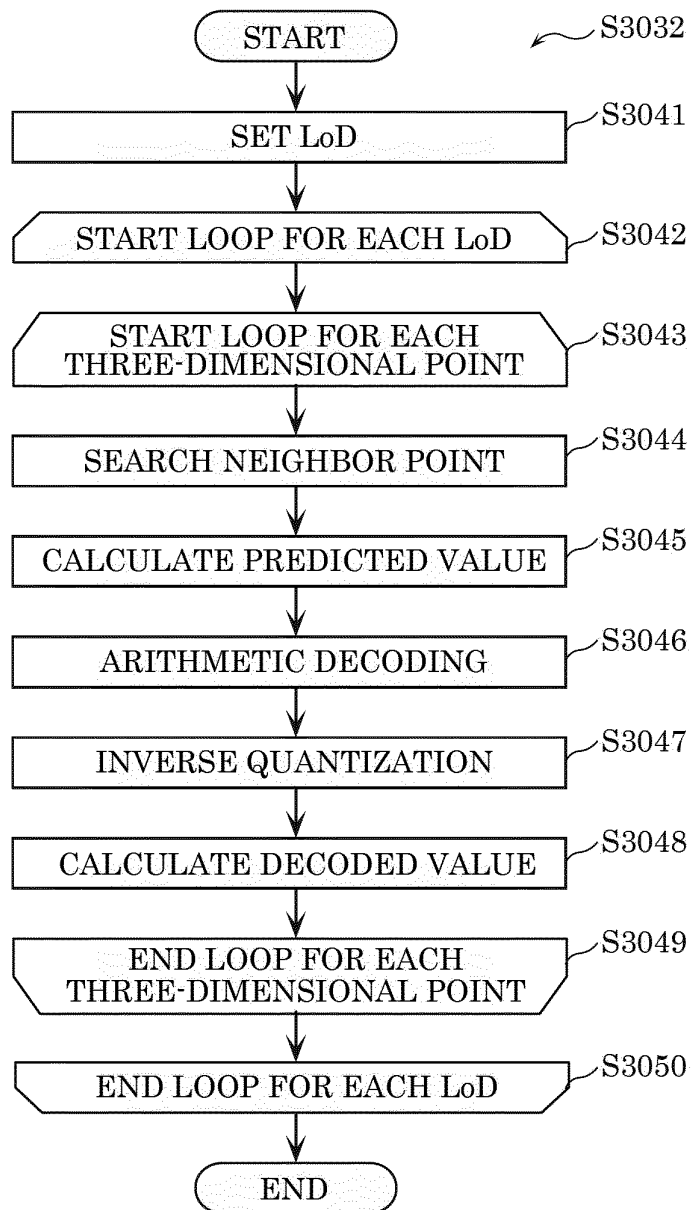 START
S3032
SET LoD
S3041
START LOOP FOR EACH LoD
S3042
START LOOP FOR EACH
THREE-DIMENSIONAL POINT
S3043
SEARCH NEIGHBOR POINT
S3044
CALCULATE PREDICTED VALUE
S3045
ARITHMETIC DECODING
S3046
INVERSE QUANTIZATION
S3047
CALCULATE DECODED VALUE
S3048
END LOOP FOR EACH
THREE-DIMENSIONAL POINT
S3049
END LOOP FOR EACH LoD
S3050
END